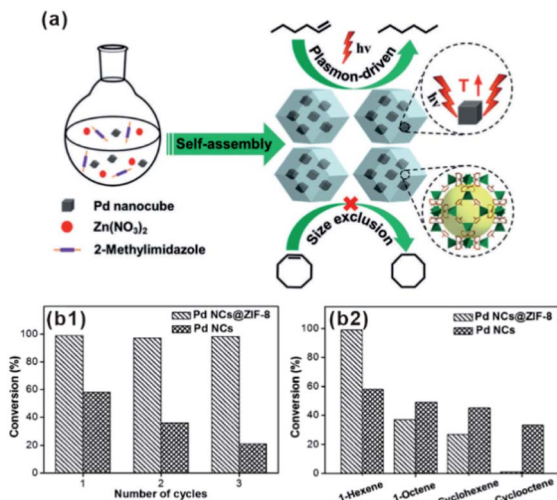 (a)
hν
Plasmon-driven
T
hν
Self-assembly
Pd nanocube
Zn(NO₃)₂
2-Methylimidazole
Size exclusion
(b1)
Pd NCs@ZIF-8
Pd NCs
100
80
60
40
20
0
Conversion (%)
1
2
3
Number of cycles
(b2)
Pd NCs@ZIF-8
Pd NCs
100
80
60
40
20
0
Conversion (%)
1-Hexene
1-Octene
Cyclohexene
Cyclooctene